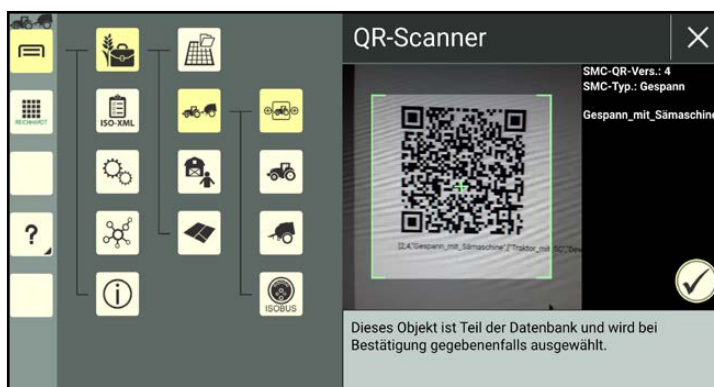 REICHHARDT
ISO-XML
?
ISOBUS
QR-Scanner
SMC-QR-Vers.: 4
SMC-Typ.: Gespann
Gespann_mit_Sämaschine
[2,4,"Gespann_mit_Sämaschine","Traktor_mit_SC","Dew
Dieses Objekt ist Teil der Datenbank und wird bei
Bestätigung gegebenenfalls ausgewählt.